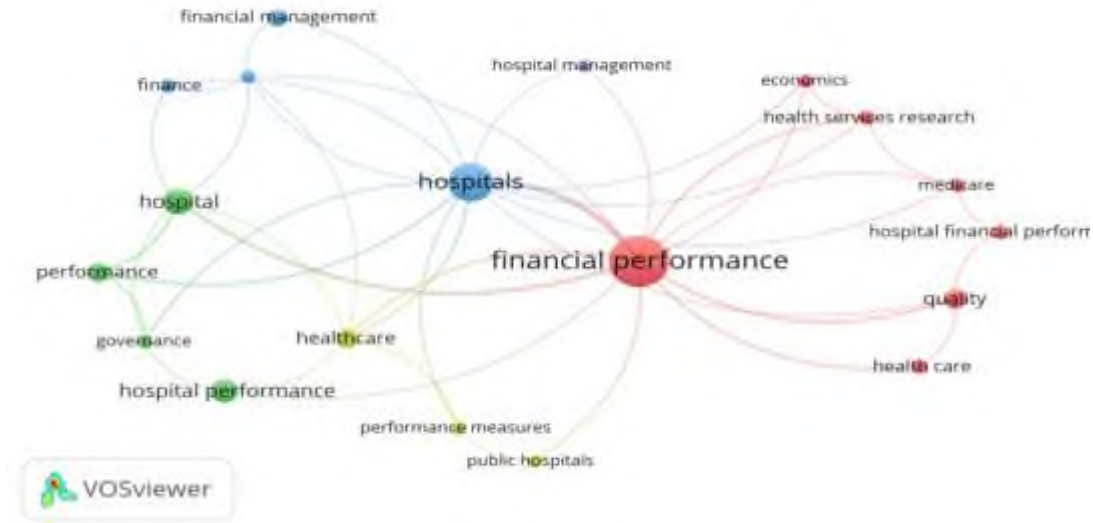 financial management
hospital management
economics
finance
health services research
hospitals
medicare
hospital
hospital financial perform
financial performance
performance
quality
governance
healthcare
health care
hospital performance
performance measures
public hospitals
VOSviewer